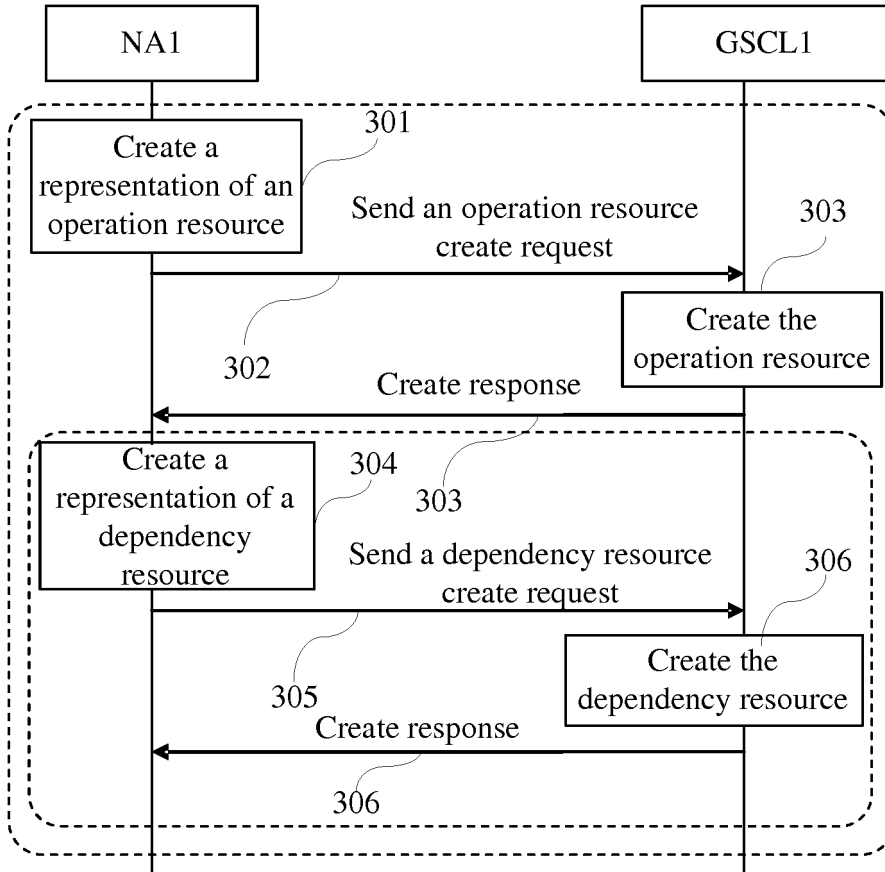 NA1
GSCL1
301
Create a
representation of an
operation resource
Send an operation resource
create request
303
302
Create the
operation resource
Create response
303
Create a
representation of a
dependency
resource
304
Send a dependency resource
create request
306
305
Create the
dependency resource
Create response
306